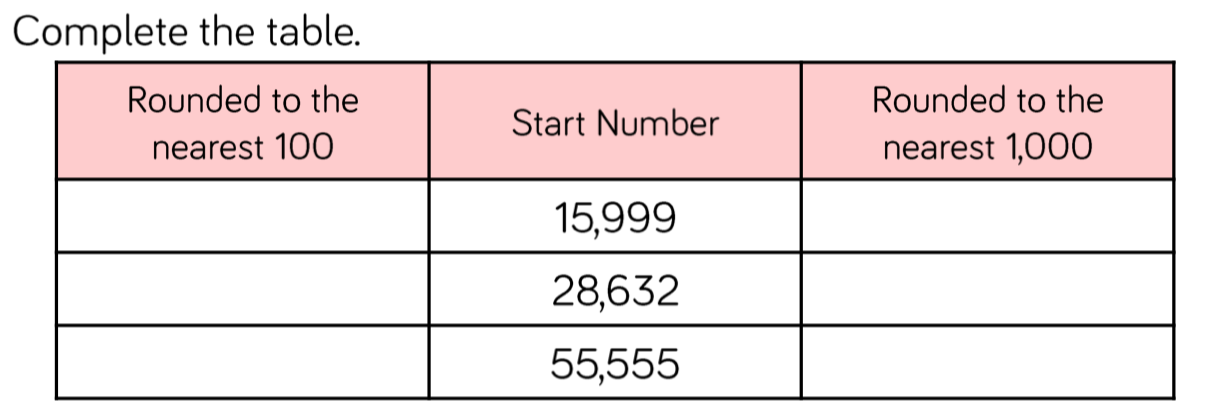 Complete the table.
Rounded to the
nearest 100
Start Number
Rounded to the
nearest 1,000
15,999
28,632
55,555